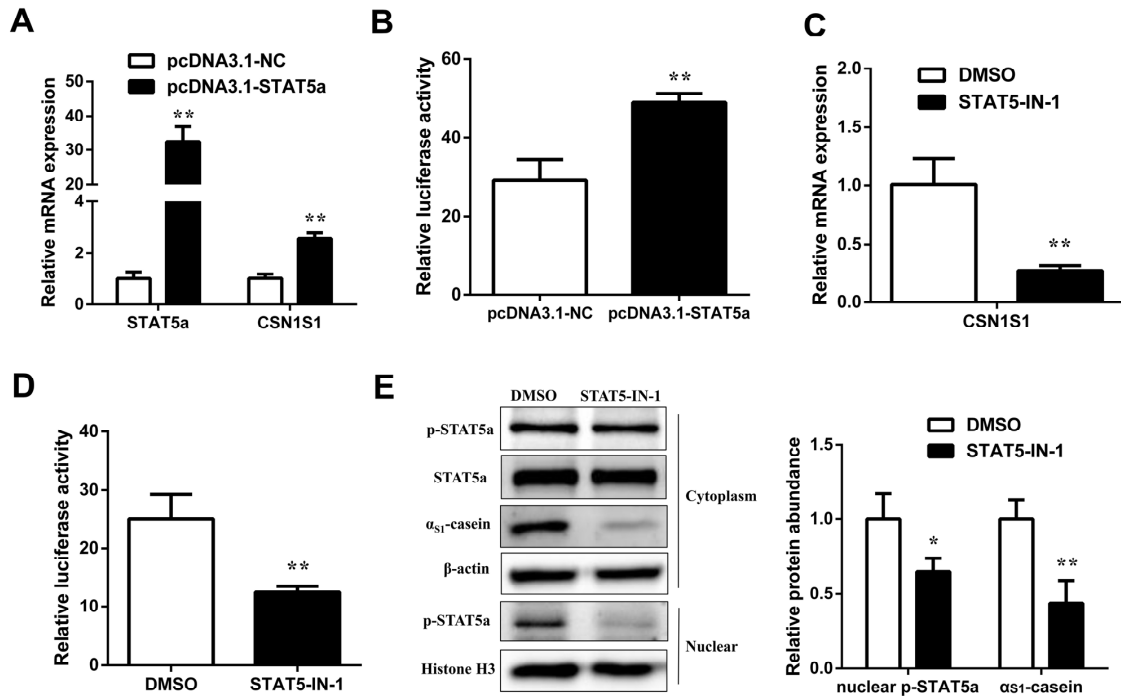 A
pcDNA3.1-NC
pcDNA3.1-STAT5a
Relative mRNA expression
50
40
30
20
4
2
0
**
**
STAT5a CSN1S1
B
Relative luciferase activity
60
40
20
0
**
pcDNA3.1-NC pcDNA3.1-STAT5a
C
DMSO
STAT5-IN-1
Relative mRNA expression
2.0
1.5
1.0
0.5
0.0
**
CSN1S1
D
Relative luciferase activity
40
30
20
10
0
**
DMSO STAT5-IN-1
E
DMSO STAT5-IN-1
p-STAT5a
STAT5a
αS1-casein
β-actin
p-STAT5a
Histone H3
Cytoplasm
Nuclear
DMSO
STAT5-IN-1
Relative protein abundance
1.5
1.0
0.5
0.0
*
**
nuclear p-STAT5a αS1-casein